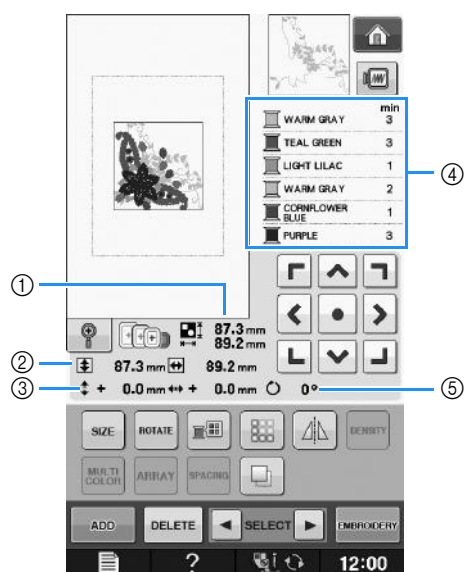 min
WARM GRAY 3
TEAL GREEN 3
LIGHT LILAC 1
WARM GRAY 2
CORNFLOWER
BLUE 1
PURPLE 3
④
①
87.3 mm
89.2 mm
② 87.3 mm 89.2 mm
③ + 0.0 mm + 0.0 mm 0° ⑤
SIZE ROTATE DENSITY
MULTI
COLOR ARRAY SPACING
ADD DELETE SELECT EMBROIDERY
? 12:00